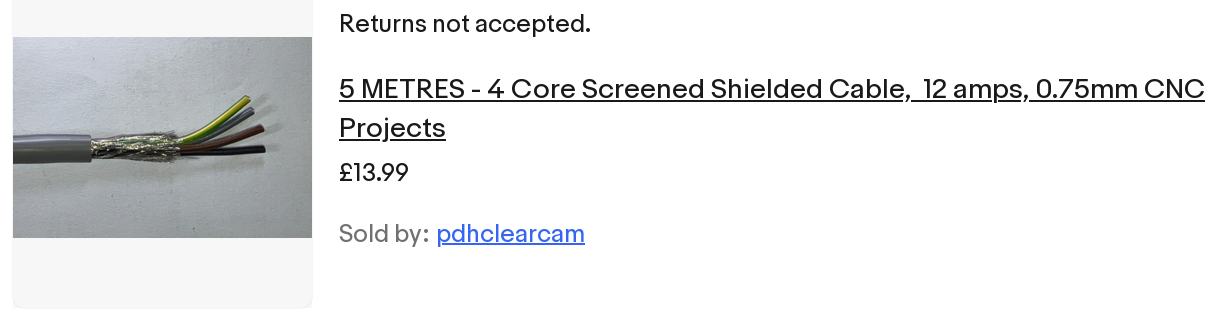 Returns not accepted.
5 METRES - 4 Core Screened Shielded Cable,  12 amps, 0.75mm CNC
Projects
£13.99
Sold by: pdhclearcam